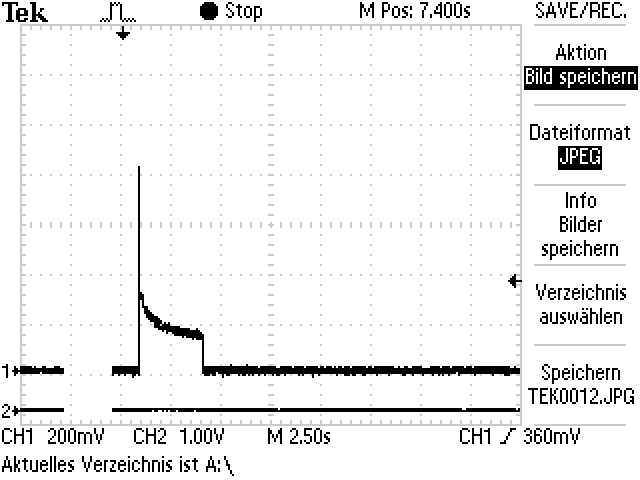 Tek Stop M Pos: 7.400s SAVE/REC.
Aktion
Bild speichern
Dateiformat
JPEG
Info
Bilder
speichern
Verzeichnis
auswählen
Speichern
TEK0012.JPG
1
2
CH1 200mV CH2 1.00V M 2.50s CH1 360mV
Aktuelles Verzeichnis ist A:\